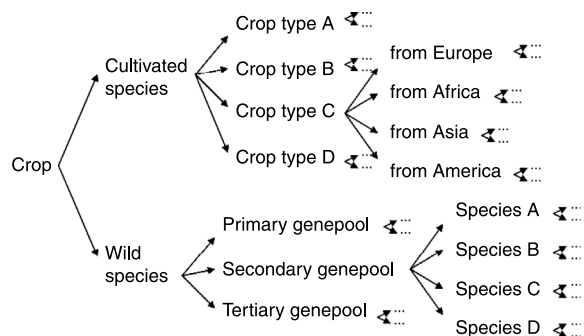 Crop type A
Cultivated species
Crop type B
Crop type C
Crop type D
from Europe
from Africa
from Asia
from America
Crop
Wild species
Primary genepool
Secondary genepool
Tertiary genepool
Species A
Species B
Species C
Species D